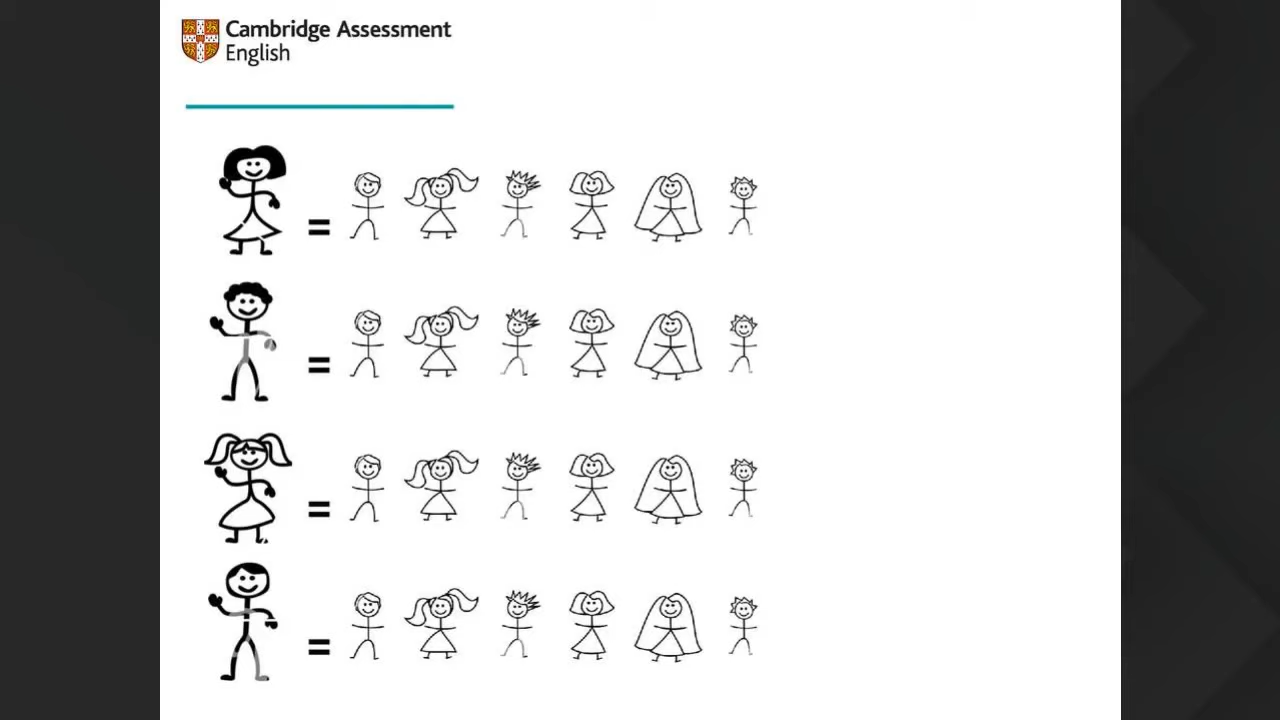 Cambridge Assessment
English
=
=
=
=